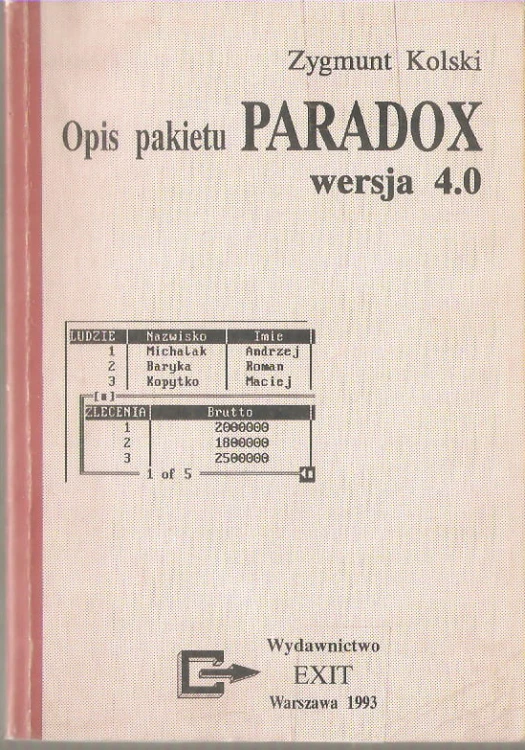 Zygmunt Kolski
Opis pakietu PARADOX
wersja 4.0
LUDZIE Nazwisko Imie
1 Michalak Andrzej
2 Baryka Roman
3 Kopytko Maciej
ZLECENIA Brutto
1 2000000
2 1800000
3 2500000
1 of 5
Wydawnictwo
EXIT
Warszawa 1993